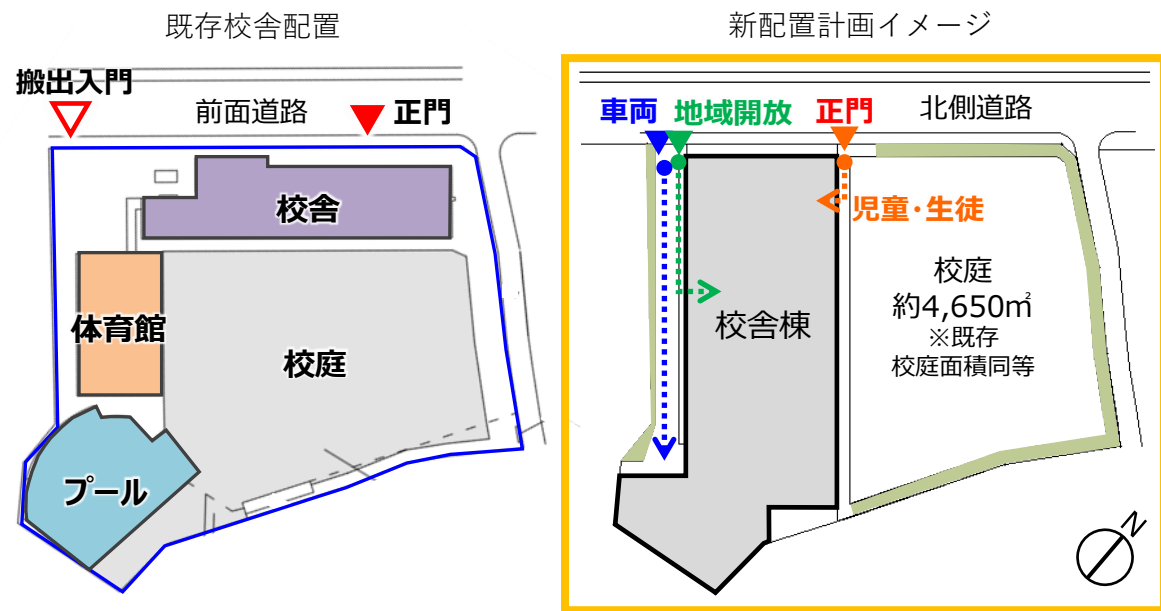 既存校舎配置
搬出入門
前面道路
正門
校舎
体育館
校庭
プール
新配置計画イメージ
車両
地域開放
正門
北側道路
児童・生徒
校舎棟
校庭
約4,650㎡
※既存
校庭面積同等
N